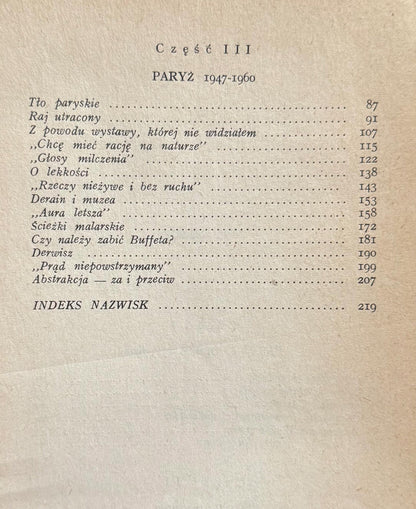 Część III
PARYŻ 1947-1960
Tło paryskie 87
Raj utracony 91
Z powodu wystawy, której nie widziałem 107
„Chcę mieć rację na naturze” 115
„Głosy milczenia” 122
O lekkości 138
„Rzeczy nieżywe i bez ruchu” 143
Derain i muzea 153
„Aura letsza” 158
Ścieżki malarskie 172
Czy należy zabić Buffeta? 181
Derwisz 190
„Prąd niepowstrzymany” 199
Abstrakcja — za i przeciw 207
INDEKS NAZWISK 219